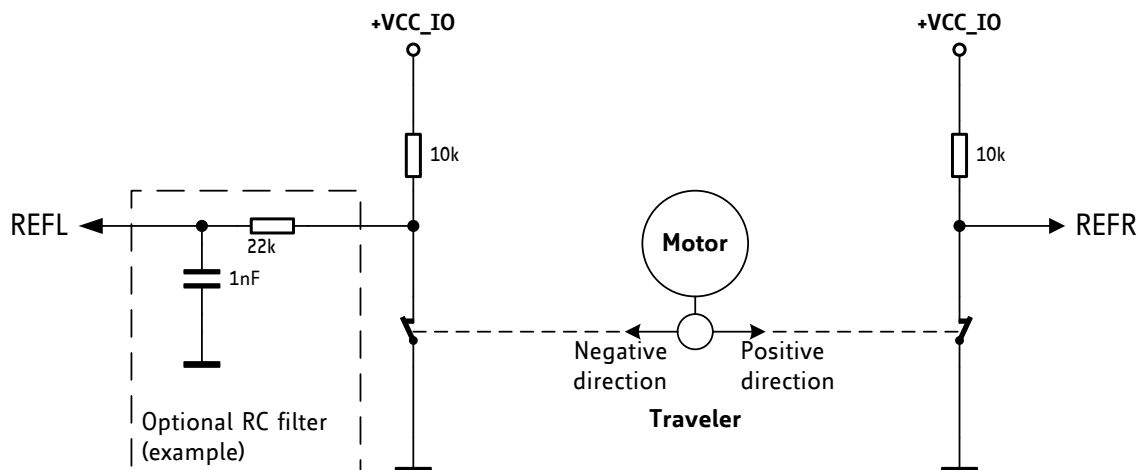 +VCC_IO
+VCC_IO
10k
10k
REFL
22k
1nF
Motor
REFR
Negative
direction
Positive
direction
Traveler
Optional RC filter
(example)